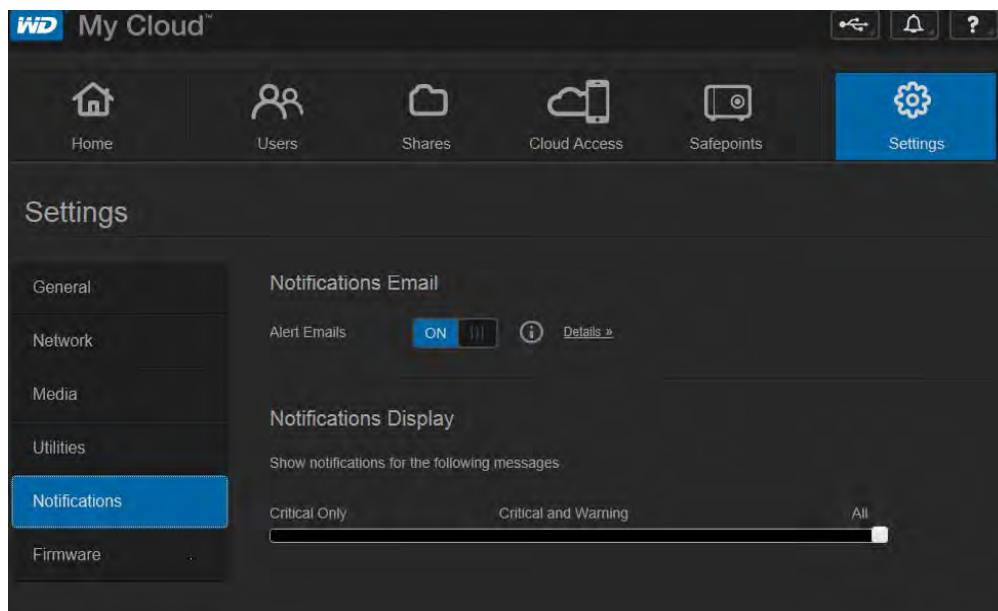 WD My Cloud™
?
Home
Users
Shares
Cloud Access
Safepoints
Settings
Settings
General
Network
Media
Utilities
Notifications
Firmware
Notifications Email
Alert Emails
ON
i
Details »
Notifications Display
Show notifications for the following messages
Critical Only
Critical and Warning
All